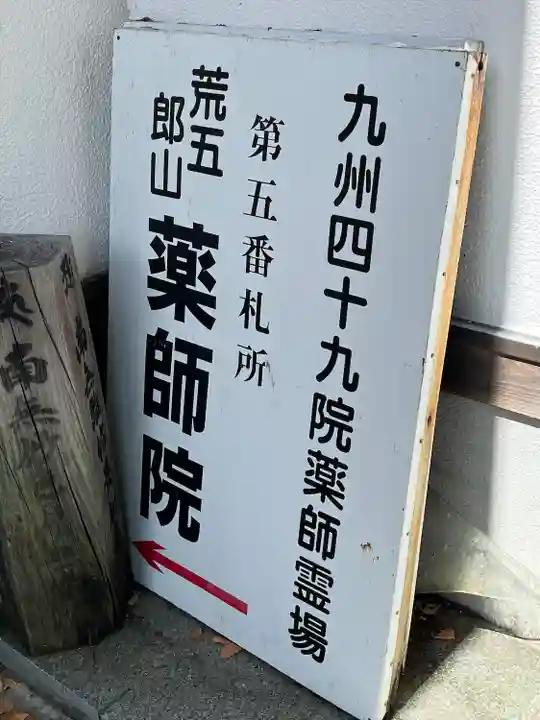 九州四十九院薬師霊場
第五番札所
荒五郎山
薬師院